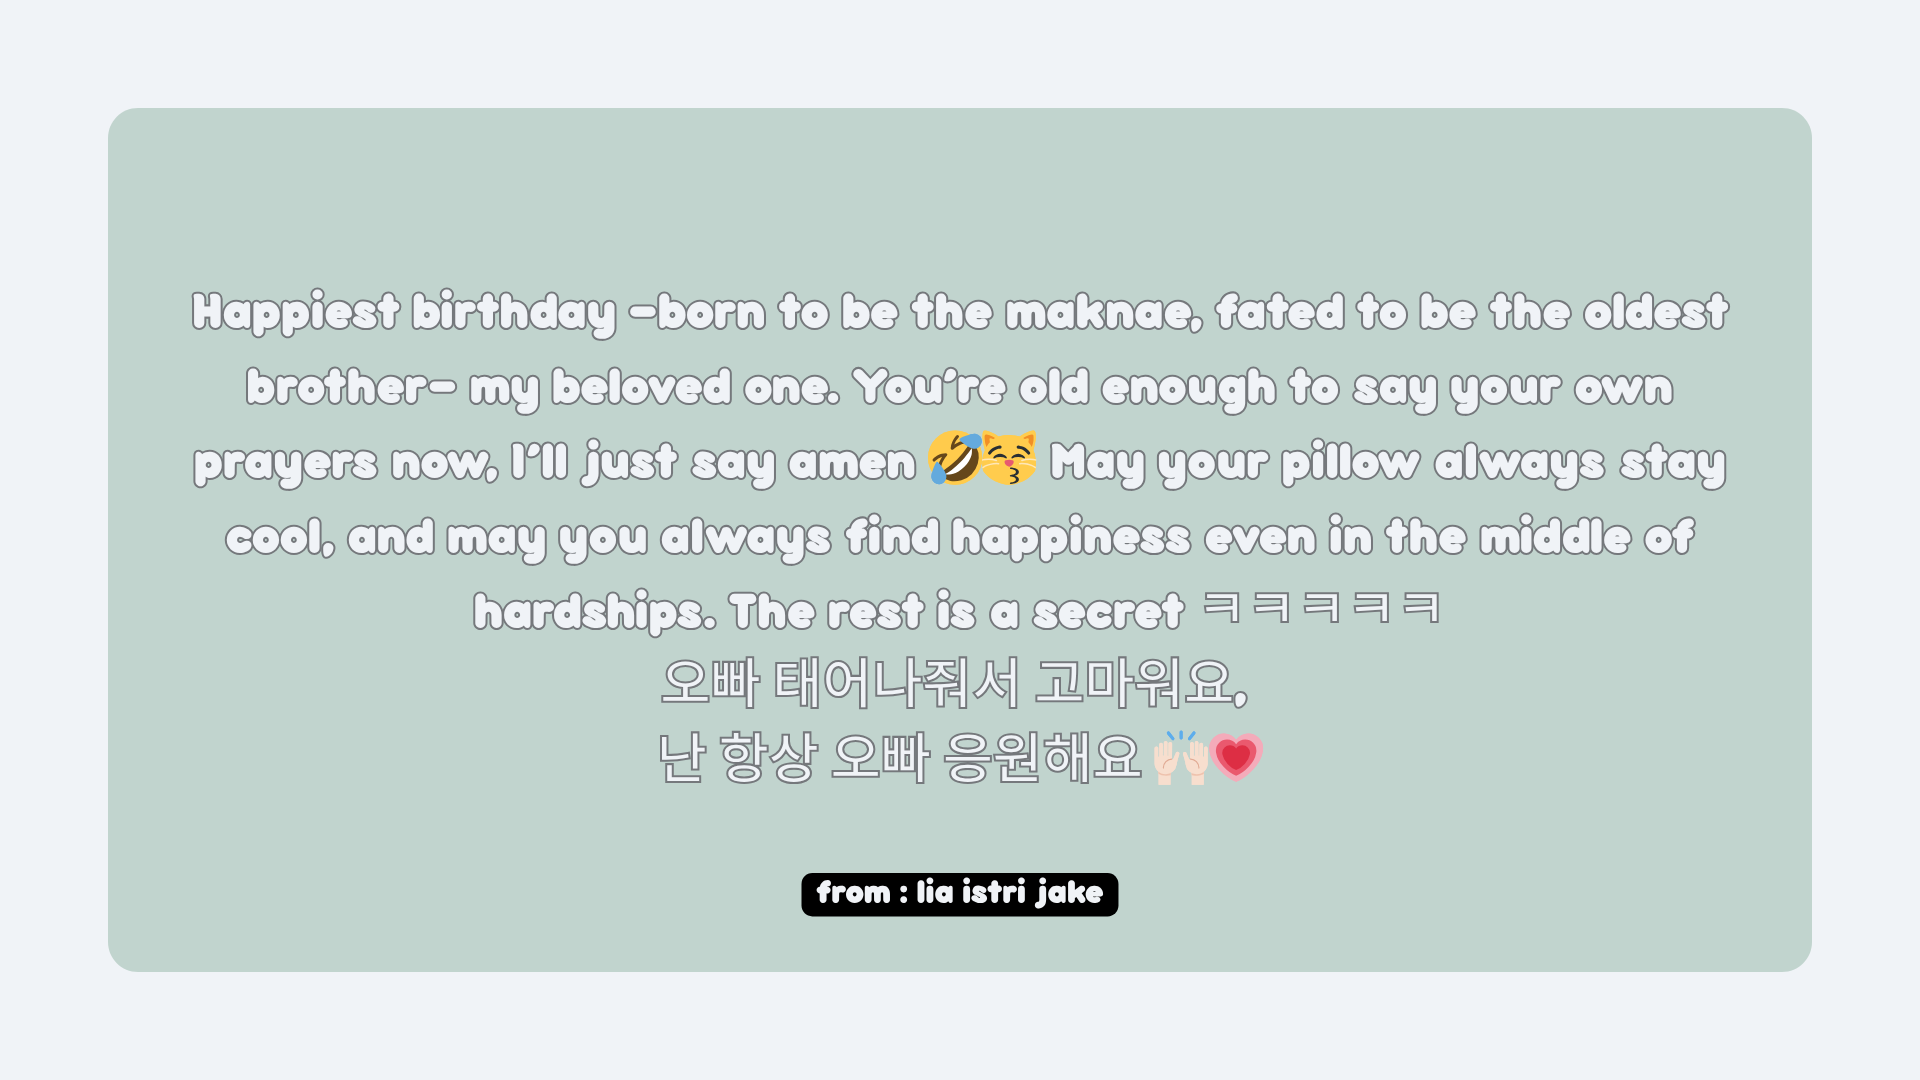 Happiest birthday -born to be the maknae, fated to be the oldest
brother- my beloved one. You're old enough to say your own
prayers now, I'll just say amen 🤣😽 May your pillow always stay
cool, and may you always find happiness even in the middle of
hardships. The rest is a secret ㅋㅋㅋㅋㅋ
오빠 태어나줘서 고마워요,
난 항상 오빠 응원해요 🙌🏻💗
from : lia istri jake